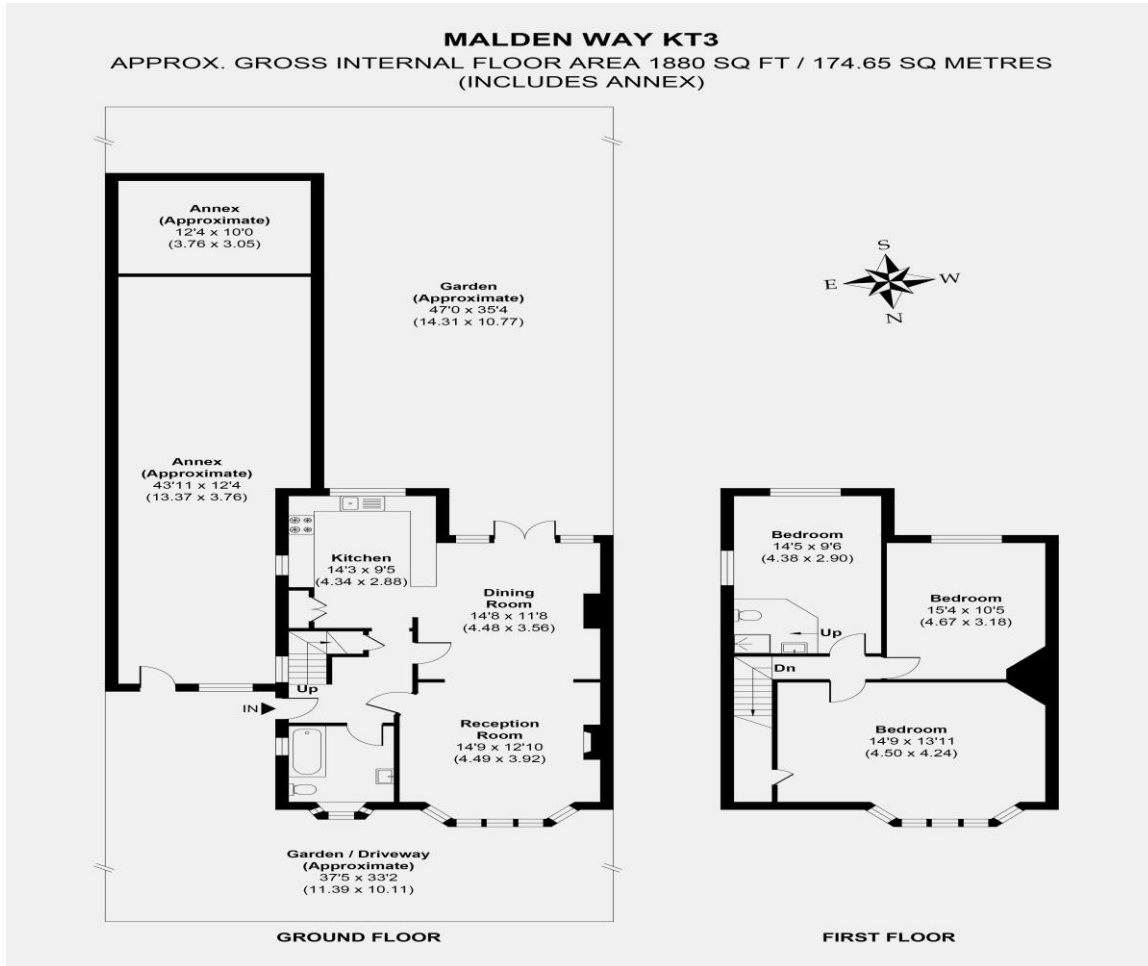 MALDEN WAY KT3
APPROX. GROSS INTERNAL FLOOR AREA 1880 SQ FT / 174.65 SQ METRES
(INCLUDES ANNEX)
Annex
(Approximate)
12'4 x 10'0
(3.76 x 3.05)
Garden
(Approximate)
47'0 x 35'4
(14.31 x 10.77)
S
E
W
N
Annex
(Approximate)
43'11 x 12'4
(13.37 x 3.76)
Kitchen
14'3 x 9'5
(4.34 x 2.88)
Dining
Room
14'8 x 11'8
(4.48 x 3.56)
Up
IN
Reception
Room
14'9 x 12'10
(4.49 x 3.92)
Garden / Driveway
(Approximate)
37'5 x 33'2
(11.39 x 10.11)
GROUND FLOOR
Bedroom
14'5 x 9'6
(4.38 x 2.90)
Bedroom
15'4 x 10'5
(4.67 x 3.18)
Up
Dn
Bedroom
14'9 x 13'11
(4.50 x 4.24)
FIRST FLOOR